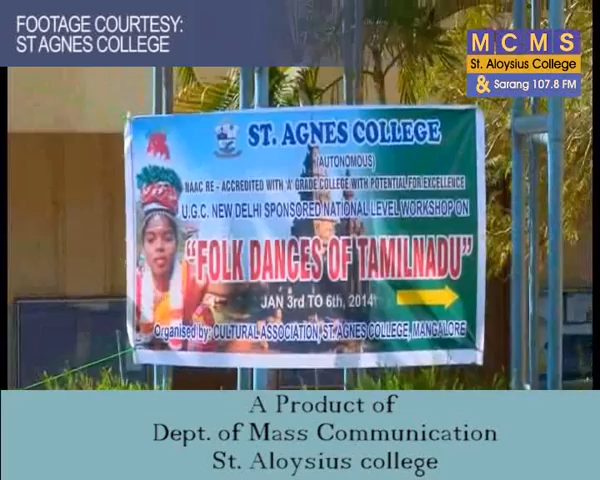 FOOTAGE COURTESY:
ST AGNES COLLEGE
MCMS
St. Aloysius College
& Sarang 107.8 FM
ST. AGNES COLLEGE
(AUTONOMOUS)
NAAC RE - ACCREDITED WITH 'A' GRADE COLLEGE WITH POTENTIAL FOR EXCELLENCE
U.G.C. NEW DELHI SPONSORED NATIONAL LEVEL WORKSHOP ON
"FOLK DANCES OF TAMILNADU"
JAN 3rd TO 6th, 2014
Organised by: CULTURAL ASSOCIATION, ST. AGNES COLLEGE, MANGALORE
A Product of
Dept. of Mass Communication
St. Aloysius college